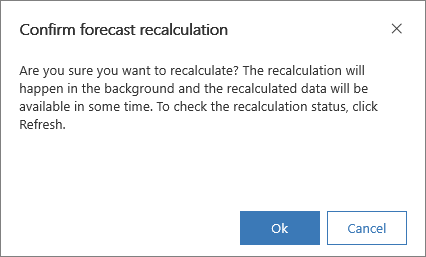 Confirm forecast recalculation
Are you sure you want to recalculate? The recalculation will
happen in the background and the recalculated data will be
available in some time. To check the recalculation status, click
Refresh.
Ok
Cancel